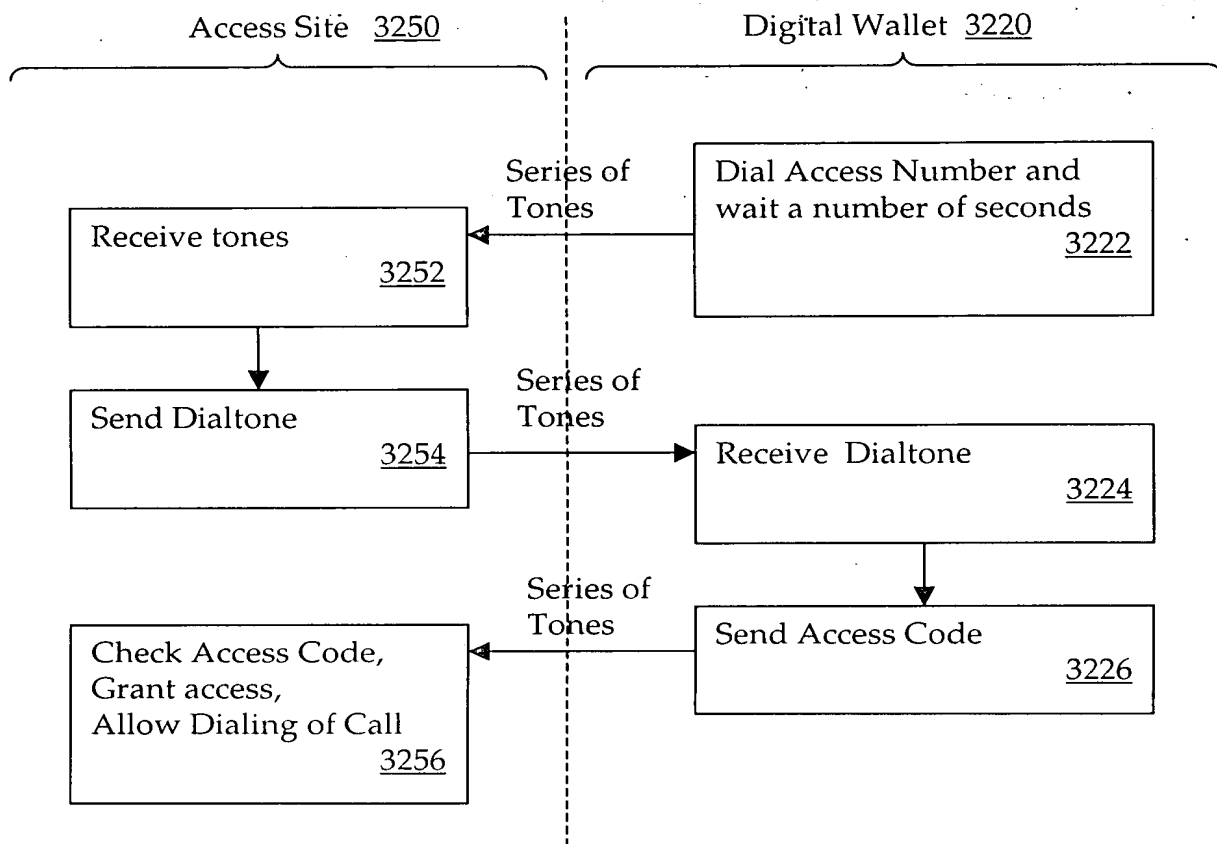 Access Site 3250
Digital Wallet 3220
Series of
Tones
Dial Access Number and
wait a number of seconds
3222
Receive tones
3252
Send Dialtone
3254
Series of
Tones
Receive Dialtone
3224
Series of
Tones
Send Access Code
3226
Check Access Code,
Grant access,
Allow Dialing of Call
3256